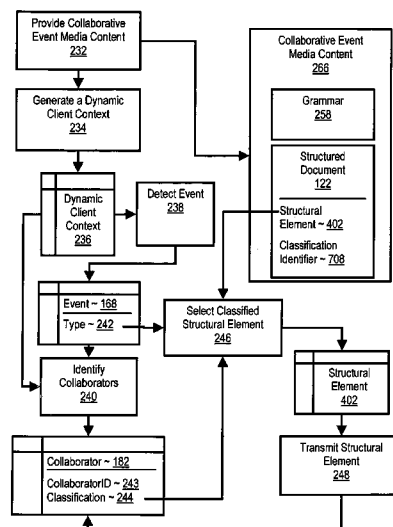 Provide Collaborative
Event Media Content
232
Generate a Dynamic
Client Context
234
Dynamic
Client
Context
236
Detect Event
238
Event ~ 168
Type ~ 242
Identify
Collaborators
240
Collaborator ~ 182
CollaboratorID ~ 243
Classification ~ 244
Collaborative Event
Media Content
266
Grammar
258
Structured
Document
122
Structural
Element ~ 402
Classification
Identifier ~ 708
Select Classified
Structural Element
246
Structural
Element
402
Transmit Structural
Element
248